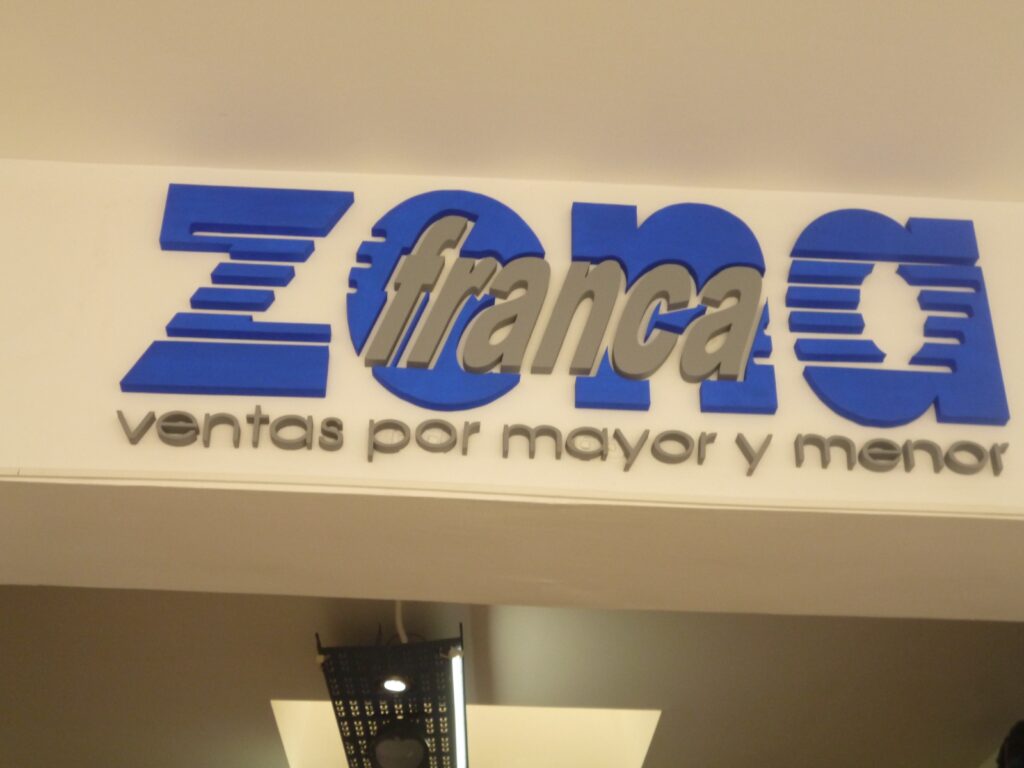 zona
franca
ventas por mayor y menor